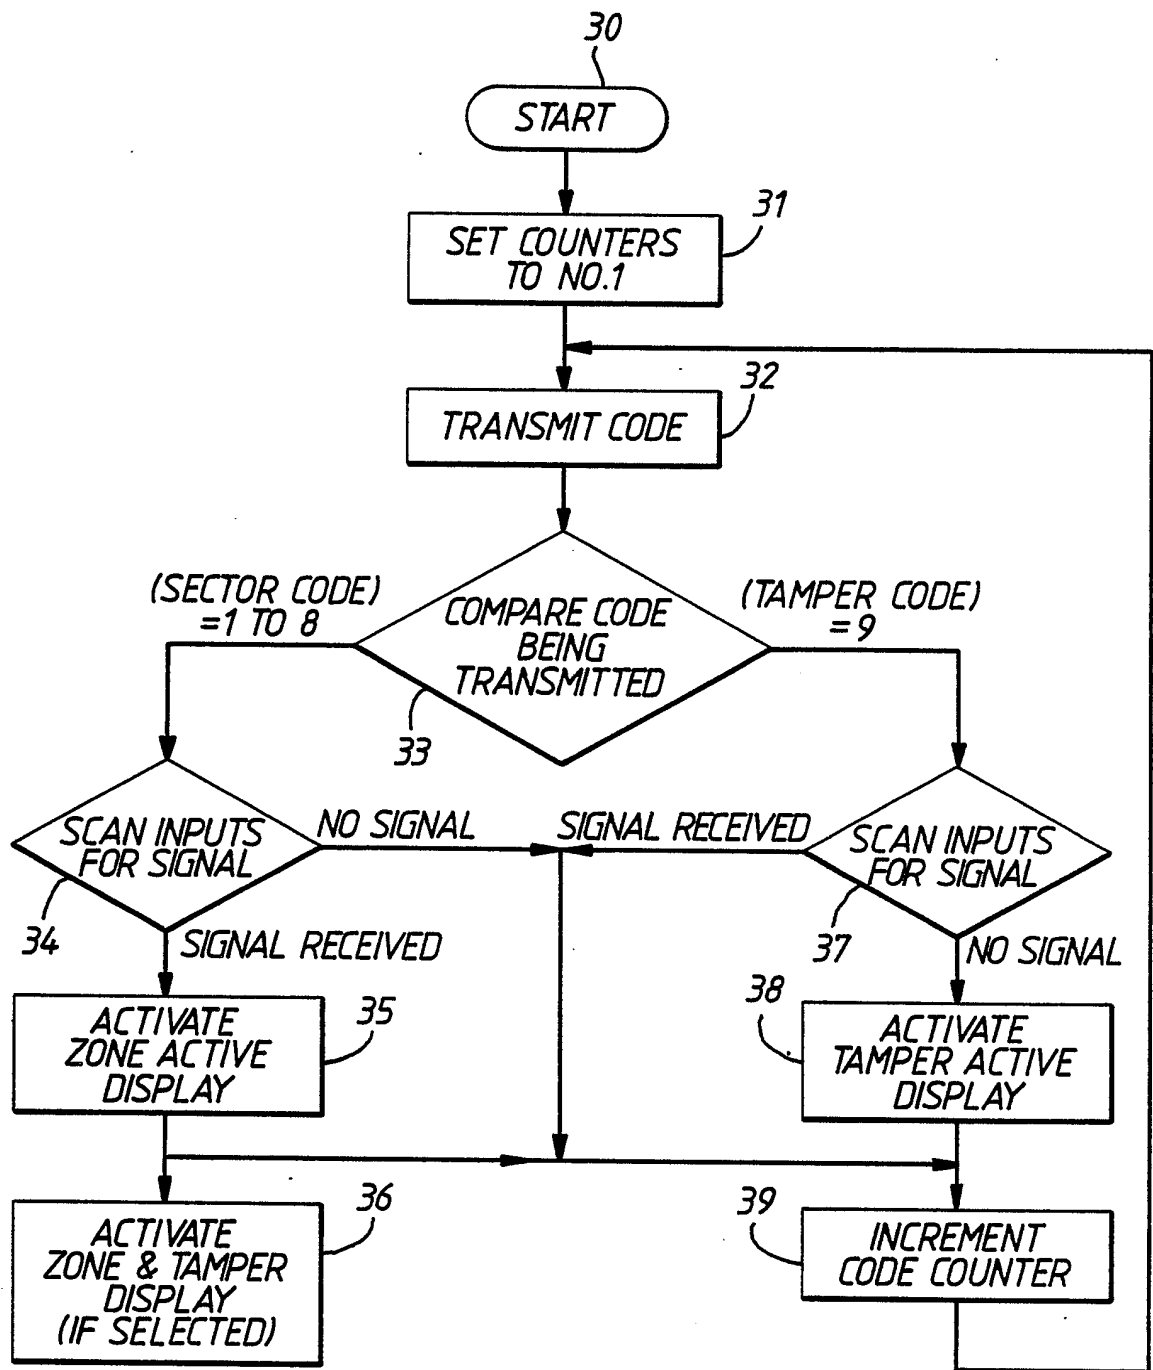 30
START
31
SET COUNTERS
TO NO.1
32
TRANSMIT CODE
(SECTOR CODE)
=1 TO 8
COMPARE CODE
BEING
TRANSMITTED
(TAMPER CODE)
=9
33
SCAN INPUTS
FOR SIGNAL
NO SIGNAL
SIGNAL RECEIVED
SCAN INPUTS
FOR SIGNAL
34
SIGNAL RECEIVED
37
NO SIGNAL
ACTIVATE
ZONE ACTIVE
DISPLAY
35
38
ACTIVATE
TAMPER ACTIVE
DISPLAY
ACTIVATE
ZONE & TAMPER
DISPLAY
(IF SELECTED)
36
39
INCREMENT
CODE COUNTER